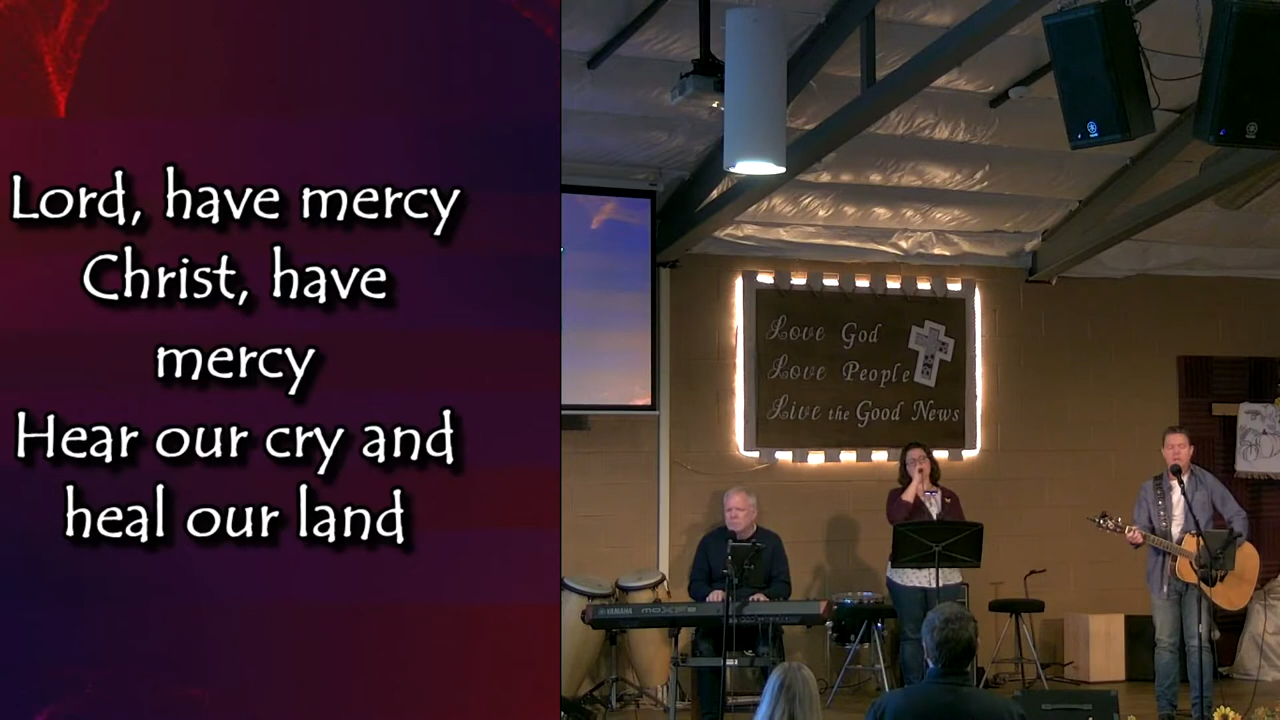 Lord, have mercy
Christ, have
mercy
Hear our cry and
heal our land
Love God
Love People
Live the Good News
YAMAHA MOXF8